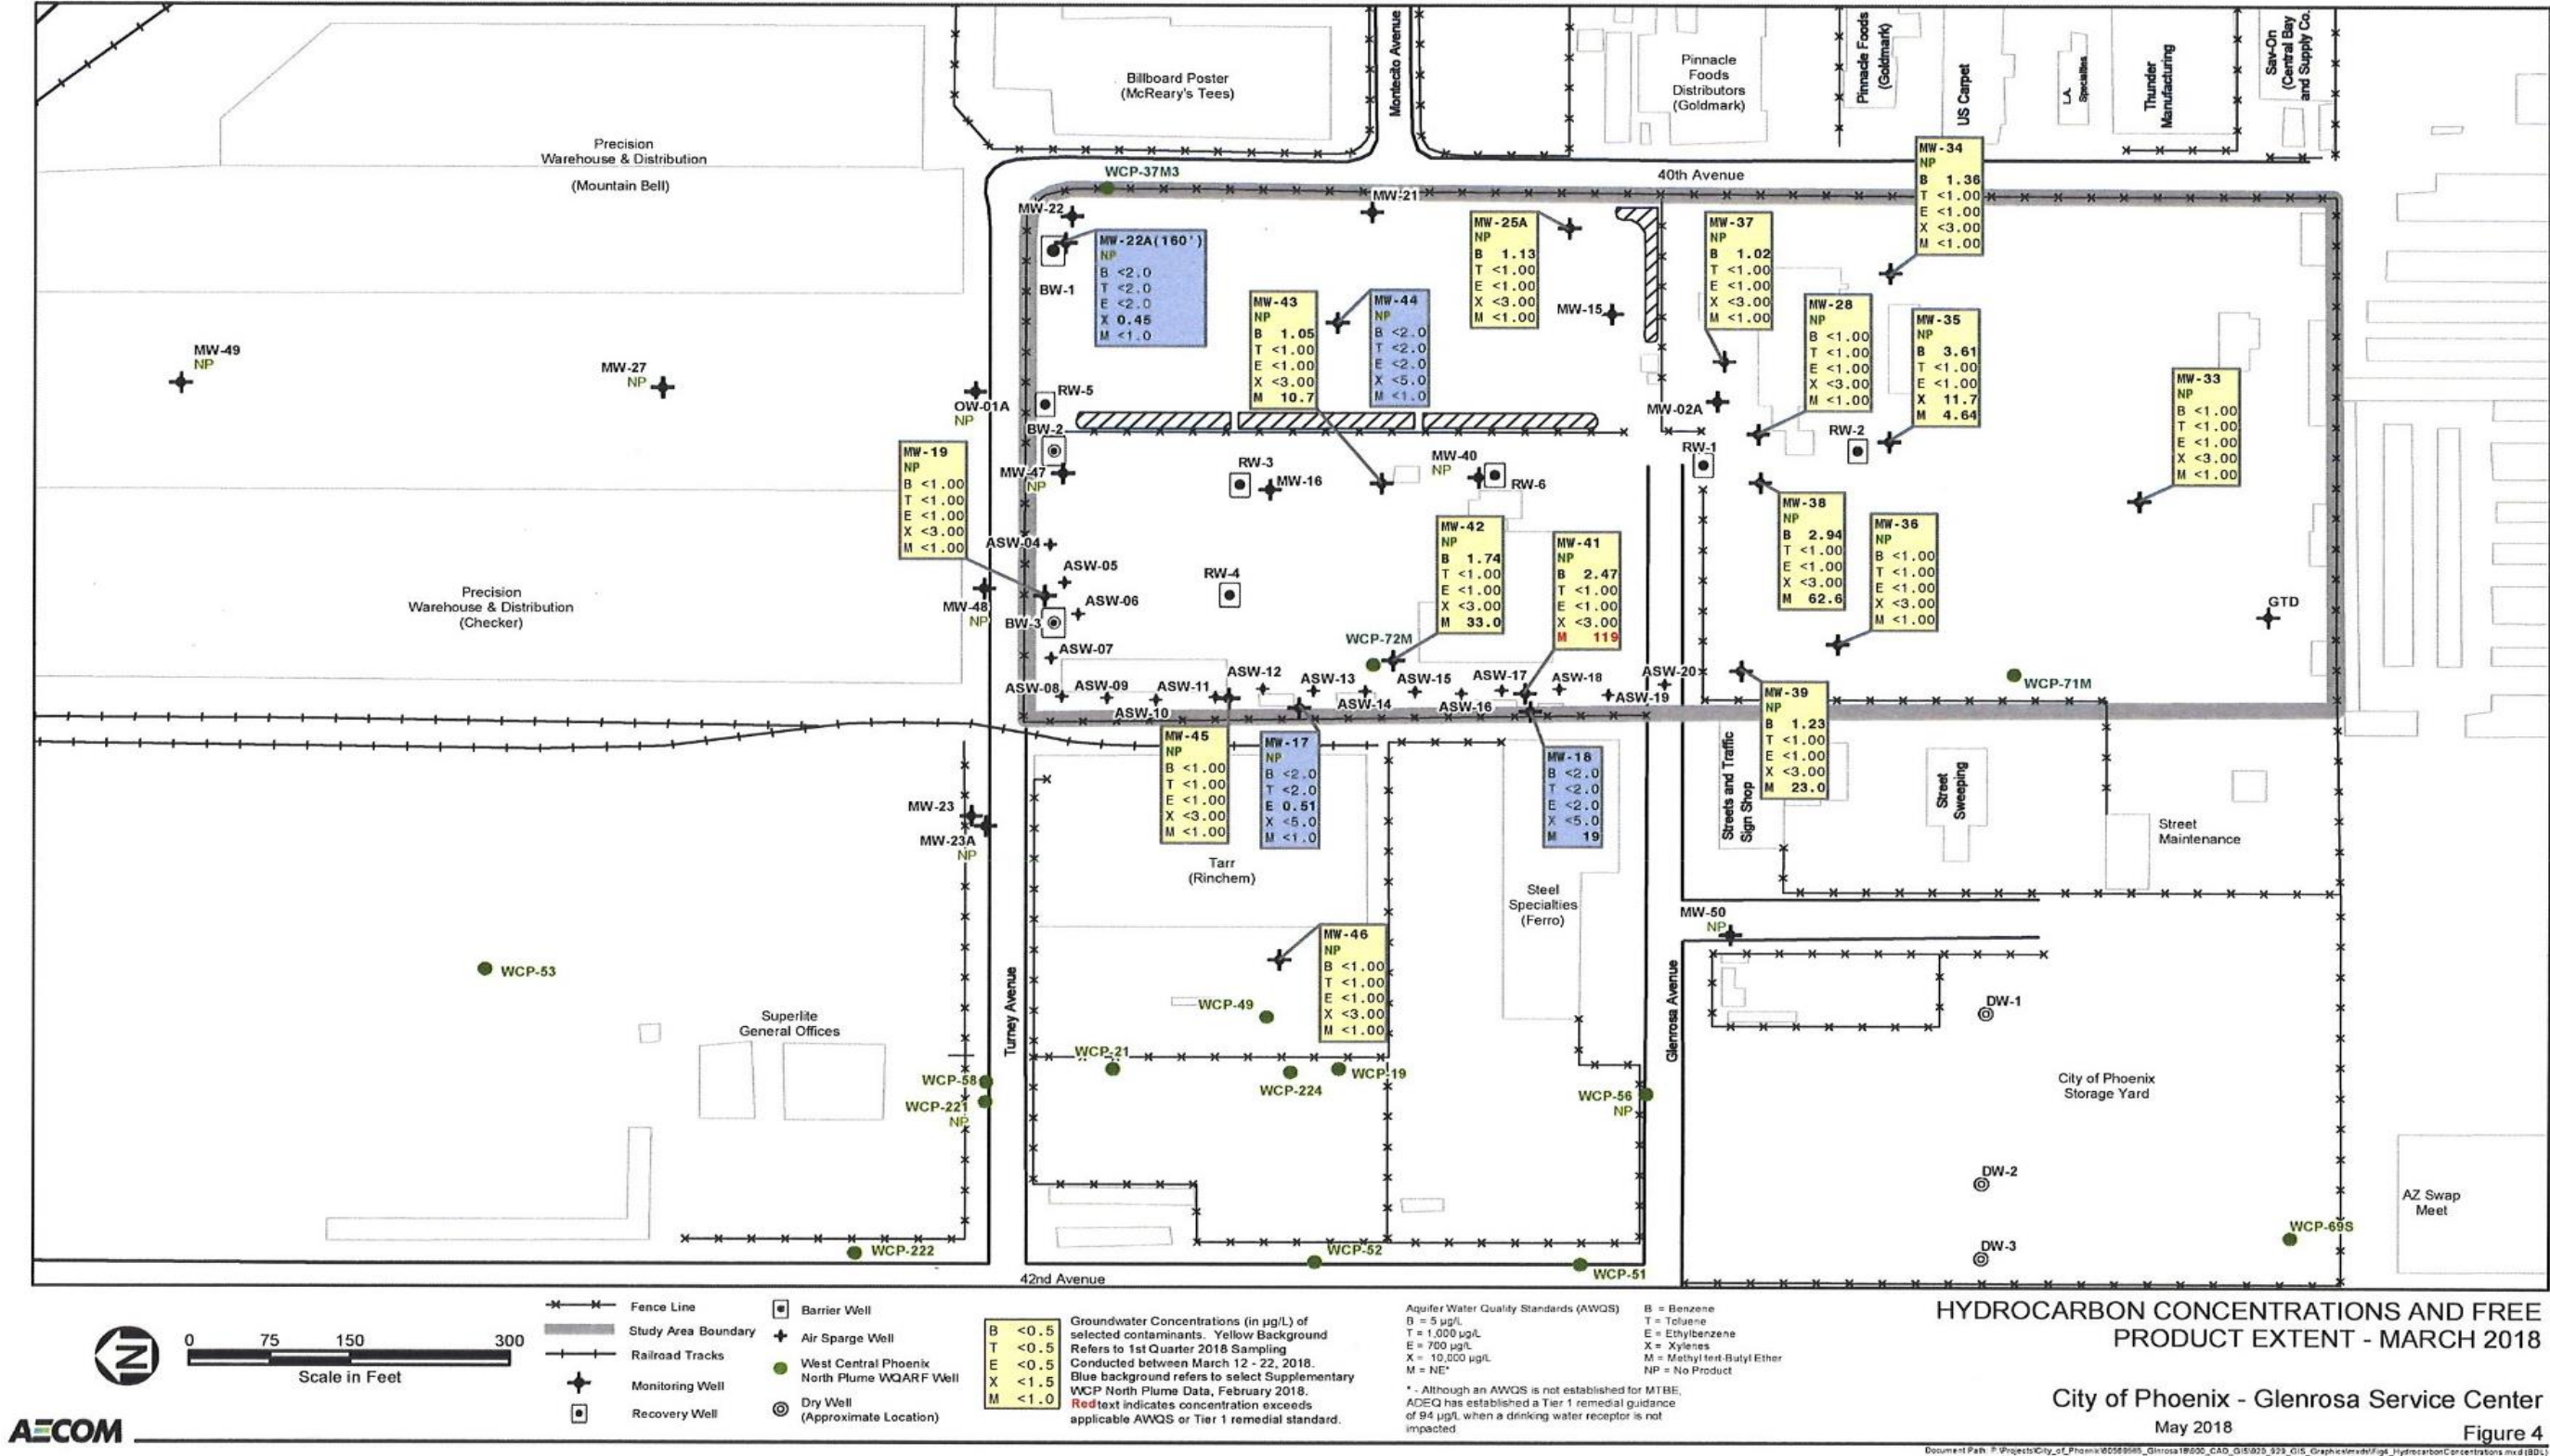 Billboard Poster
(McReary's Tees)
Montecito Avenue
Pinnacle
Foods
Distributors
(Goldmark)
Pinnacle Foods
(Goldmark)
US Carpet
L.A.
Specialties
Thunder
Manufacturing
Sav-On
(Central Bay
and Supply Co.
Precision
Warehouse & Distribution
(Mountain Bell)
WCP-37M3
40th Avenue
MW-34
NP
B 1.36
T <1.00
E <1.00
X <3.00
M <1.00
MW-22
MW-21
MW-22A(160')
NP
B <2.0
T <2.0
E <2.0
X 0.45
M <1.0
BW-1
MW-25A
NP
B 1.13
T <1.00
E <1.00
X <3.00
M <1.00
MW-37
NP
B 1.02
T <1.00
E <1.00
X <3.00
M <1.00
MW-43
NP
B 1.05
T <1.00
E <1.00
X <3.00
M 10.7
MW-44
NP
B <2.0
T <2.0
E <2.0
X <5.0
M <1.0
MW-15
MW-28
NP
B <1.00
T <1.00
E <1.00
X <3.00
M <1.00
MW-35
NP
B 3.61
T <1.00
E <1.00
X 11.7
M 4.64
MW-33
NP
B <1.00
T <1.00
E <1.00
X <3.00
M <1.00
MW-49
NP
MW-27
NP
OW-01A
NP
RW-5
BW-2
MW-02A
RW-1
RW-2
MW-19
NP
B <1.00
T <1.00
E <1.00
X <3.00
M <1.00
MW-47
NP
RW-3
MW-16
MW-40
NP
RW-6
MW-38
NP
B 2.94
T <1.00
E <1.00
X <3.00
M 62.6
MW-36
NP
B <1.00
T <1.00
E <1.00
X <3.00
M <1.00
MW-42
NP
B 1.74
T <1.00
E <1.00
X <3.00
M 33.0
MW-41
NP
B 2.47
T <1.00
E <1.00
X <3.00
M 119
ASW-04
ASW-05
ASW-06
RW-4
Precision
Warehouse & Distribution
(Checker)
MW-48
NP
BW-3
ASW-07
WCP-72M
GTD
WCP-71M
ASW-08
ASW-09
ASW-10
ASW-11
ASW-12
ASW-13
ASW-14
ASW-15
ASW-16
ASW-17
ASW-18
ASW-19
ASW-20
MW-39
NP
B 1.23
T <1.00
E <1.00
X <3.00
M 23.0
MW-45
NP
B <1.00
T <1.00
E <1.00
X <3.00
M <1.00
MW-17
NP
B <2.0
T <2.0
E 0.51
X <5.0
M <1.0
MW-18
B <2.0
T <2.0
E <2.0
X <5.0
M 19
Streets and Traffic
Sign Shop
Street
Sweeping
Street
Maintenance
MW-23
MW-23A
NP
Tarr
(Rinchem)
Steel
Specialties
(Ferro)
MW-50
NP
MW-46
NP
B <1.00
T <1.00
E <1.00
X <3.00
M <1.00
WCP-53
Superlite
General Offices
Turney Avenue
WCP-49
Glenrosa Avenue
DW-1
WCP-21
WCP-58
WCP-221
NP
WCP-224
WCP-19
WCP-56
NP
City of Phoenix
Storage Yard
DW-2
AZ Swap
Meet
WCP-69S
WCP-222
WCP-52
WCP-51
DW-3
42nd Avenue
N
0 75 150 300
Scale in Feet
Fence Line
Study Area Boundary
Railroad Tracks
Monitoring Well
Recovery Well
Barrier Well
Air Sparge Well
West Central Phoenix
North Plume WQARF Well
Dry Well
(Approximate Location)
B <0.5
T <0.5
E <0.5
X <1.5
M <1.0
Groundwater Concentrations (in µg/L) of
selected contaminants. Yellow Background
Refers to 1st Quarter 2018 Sampling
Conducted between March 12 - 22, 2018.
Blue background refers to select Supplementary
WCP North Plume Data, February 2018.
Red text indicates concentration exceeds
applicable AWQS or Tier 1 remedial standard.
Aquifer Water Quality Standards (AWQS)
B = 5 µg/L
T = 1,000 µg/L
E = 700 µg/L
X = 10,000 µg/L
M = NE*
* - Although an AWQS is not established for MTBE,
ADEQ has established a Tier 1 remedial guidance
of 94 µg/L when a drinking water receptor is not
impacted
B = Benzene
T = Toluene
E = Ethylbenzene
X = Xylenes
M = Methyl tert-Butyl Ether
NP = No Product
HYDROCARBON CONCENTRATIONS AND FREE
PRODUCT EXTENT - MARCH 2018
City of Phoenix - Glenrosa Service Center
May 2018
Figure 4
AECOM